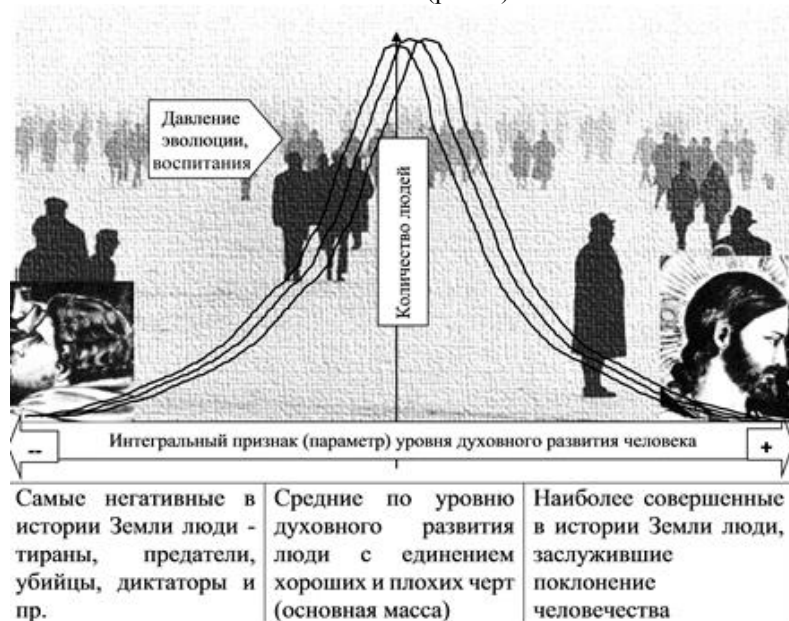 Давление
эволюции,
воспитания
Количество людей
--
Интегральный признак (параметр) уровня духовного развития человека
+
Самые негативные в
истории Земли люди -
тираны, предатели,
убийцы, диктаторы и
пр.
Средние по уровню
духовного развития
люди с единением
хороших и плохих черт
(основная масса)
Наиболее совершенные
в истории Земли люди,
заслужившие
поклонение
человечества